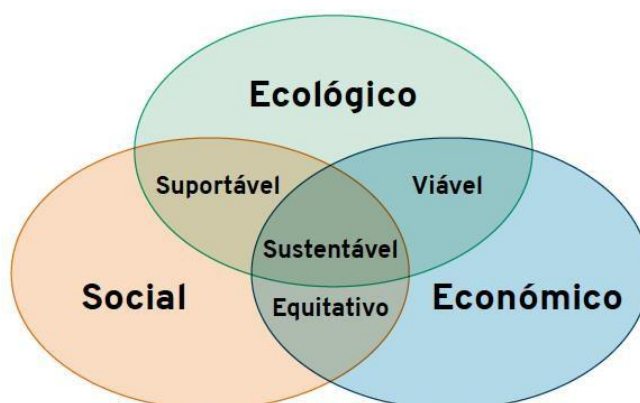 Ecológico
Suportável
Viável
Sustentável
Social
Equitativo
Económico